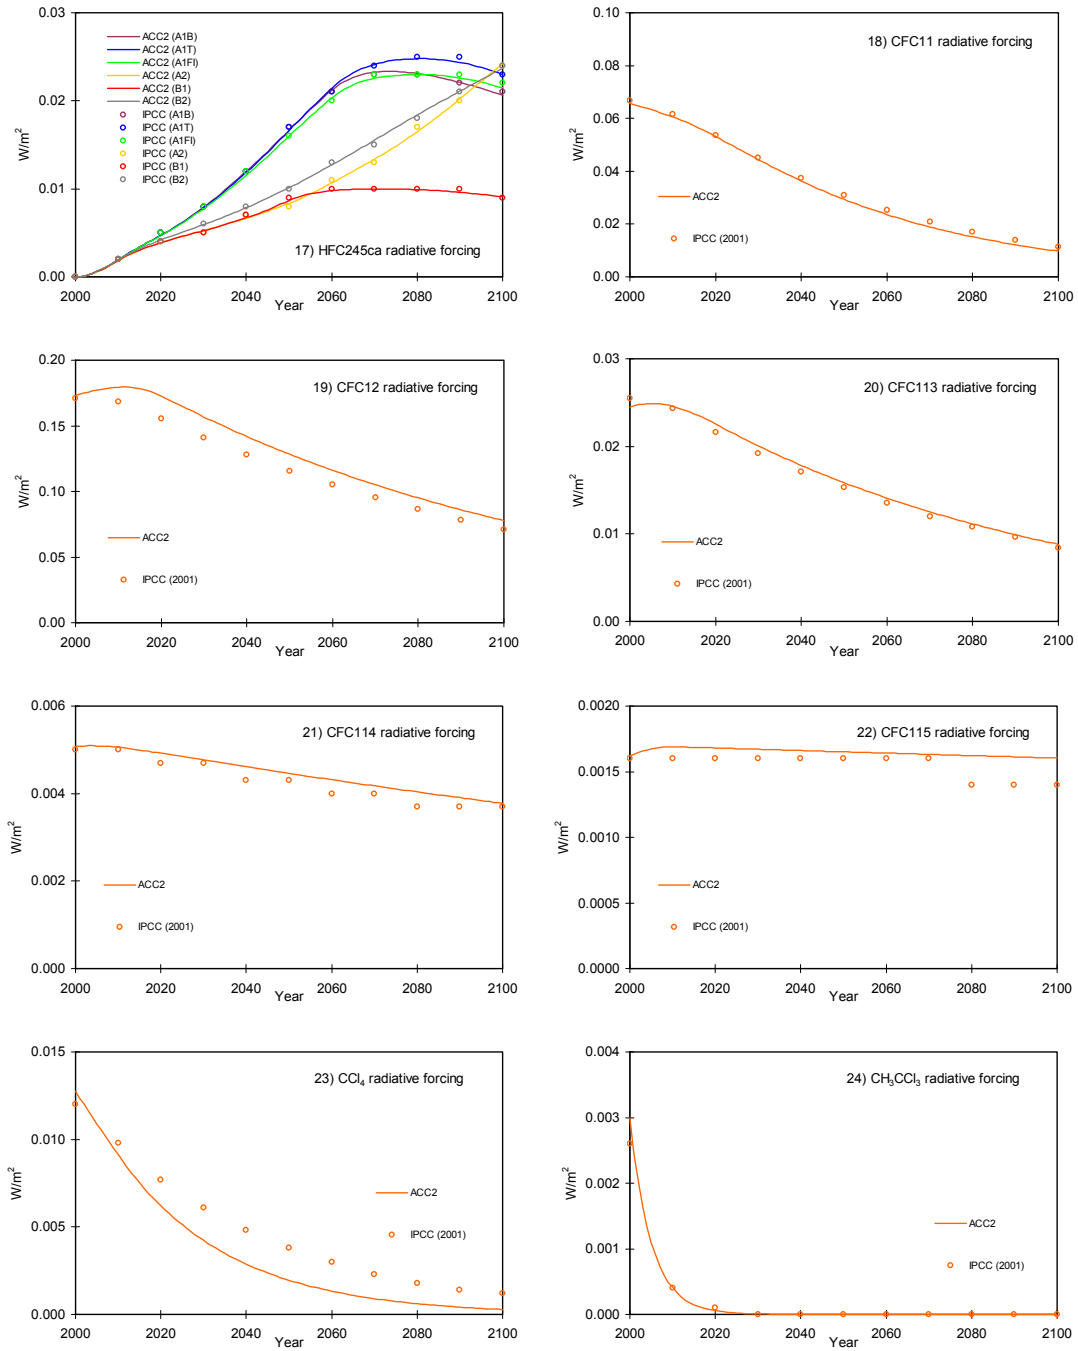 0.03
0.02
0.01
0.00
W/m²
ACC2 (A1B)
ACC2 (A1T)
ACC2 (A1FI)
ACC2 (A2)
ACC2 (B1)
ACC2 (B2)
IPCC (A1B)
IPCC (A1T)
IPCC (A1FI)
IPCC (A2)
IPCC (B1)
IPCC (B2)
17) HFC245ca radiative forcing
2000 2020 2040 2060 2080 2100
Year
0.10
0.08
0.06
0.04
0.02
0.00
W/m²
18) CFC11 radiative forcing
ACC2
IPCC (2001)
2000 2020 2040 2060 2080 2100
Year
0.20
0.15
0.10
0.05
0.00
W/m²
19) CFC12 radiative forcing
ACC2
IPCC (2001)
2000 2020 2040 2060 2080 2100
Year
0.03
0.02
0.01
0.00
W/m²
20) CFC113 radiative forcing
ACC2
IPCC (2001)
2000 2020 2040 2060 2080 2100
Year
0.006
0.004
0.002
0.000
W/m²
21) CFC114 radiative forcing
ACC2
IPCC (2001)
2000 2020 2040 2060 2080 2100
Year
0.0020
0.0015
0.0010
0.0005
0.0000
W/m²
22) CFC115 radiative forcing
ACC2
IPCC (2001)
2000 2020 2040 2060 2080 2100
Year
0.015
0.010
0.005
0.000
W/m²
23) CCl₄ radiative forcing
ACC2
IPCC (2001)
2000 2020 2040 2060 2080 2100
Year
0.004
0.003
0.002
0.001
0.000
W/m²
24) CH₃CCl₃ radiative forcing
ACC2
IPCC (2001)
2000 2020 2040 2060 2080 2100
Year